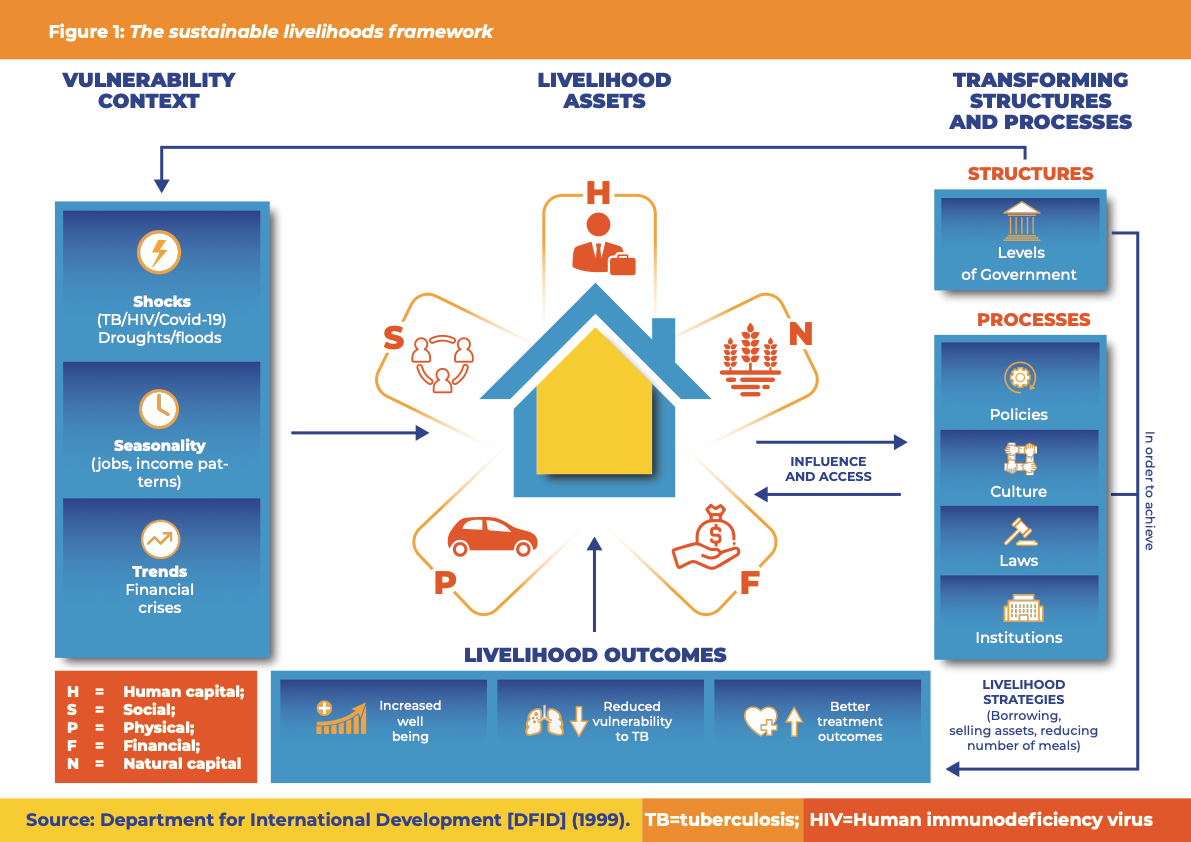 Figure 1: The sustainable livelihoods framework
VULNERABILITY
CONTEXT
LIVELIHOOD
ASSETS
TRANSFORMING
STRUCTURES
AND PROCESSES
Shocks
(TB/HIV/Covid-19)
Droughts/floods
Seasonality
(jobs, income pat-
terns)
Trends
Financial
crises
H
S
N
P
F
$
INFLUENCE
AND ACCESS
STRUCTURES
Levels
of Government
PROCESSES
Policies
Culture
Laws
Institutions
In order to achieve
LIVELIHOOD OUTCOMES
Increased
well
being
Reduced
vulnerability
to TB
Better
treatment
outcomes
LIVELIHOOD
STRATEGIES
(Borrowing,
selling assets, reducing
number of meals)
H = Human capital;
S = Social;
P = Physical;
F = Financial;
N = Natural capital
Source: Department for International Development [DFID] (1999). TB=tuberculosis; HIV=Human immunodeficiency virus